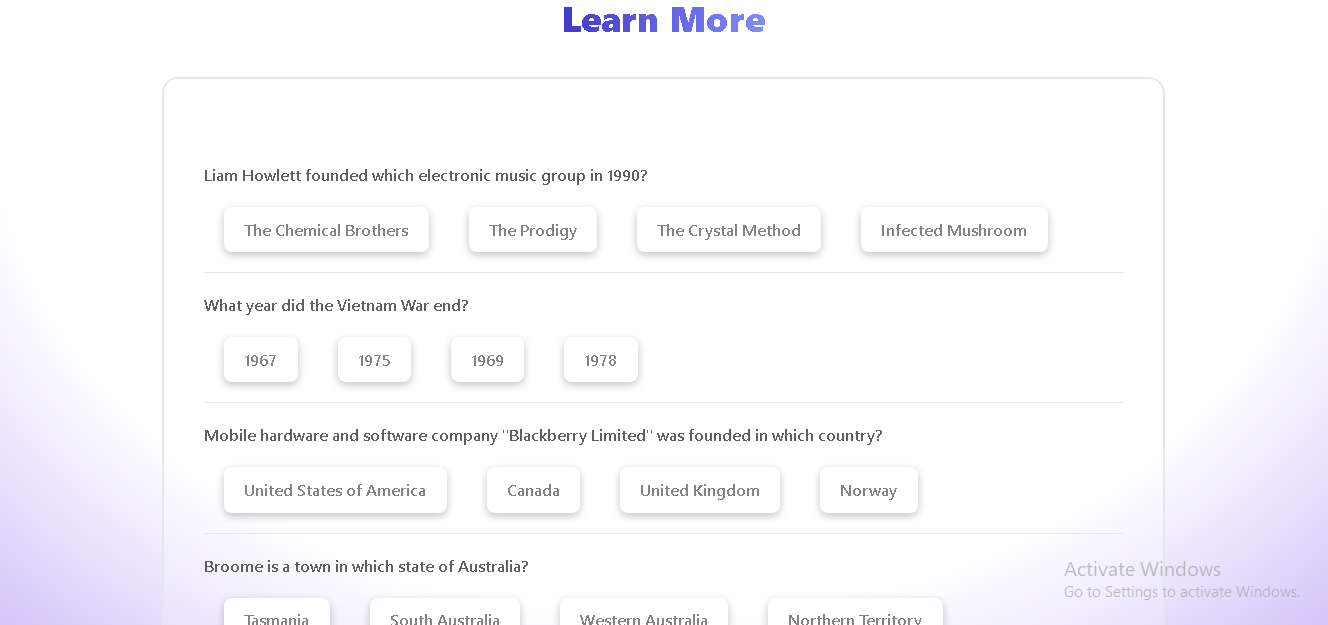 Learn More
Liam Howlett founded which electronic music group in 1990?
The Chemical Brothers The Prodigy The Crystal Method Infected Mushroom
What year did the Vietnam War end?
1967 1975 1969 1978
Mobile hardware and software company "Blackberry Limited" was founded in which country?
United States of America Canada United Kingdom Norway
Broome is a town in which state of Australia?
Activate Windows
Go to Settings to activate Windows.
Tasmania South Australia Western Australia Northern Territory